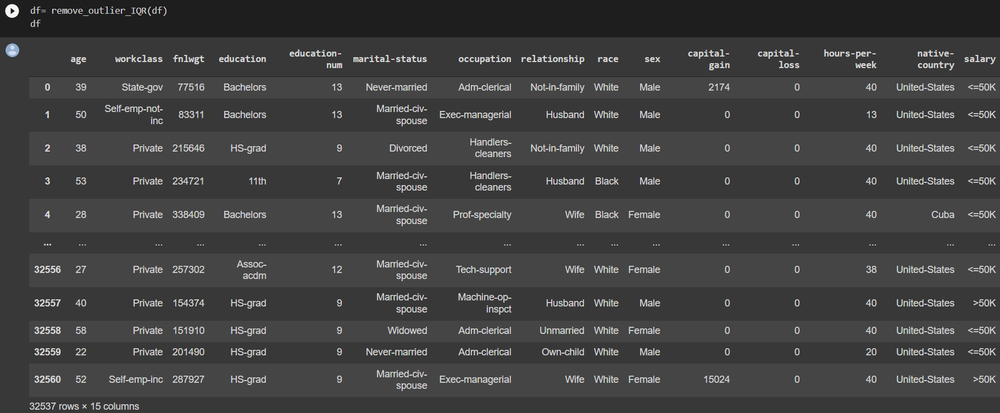 df= remove_outlier_IQR(df)
df
age workclass fnlwgt education education-num marital-status occupation relationship race sex capital-gain capital-loss hours-per-week native-country salary
0 39 State-gov 77516 Bachelors 13 Never-married Adm-clerical Not-in-family White Male 2174 0 40 United-States <=50K
1 50 Self-emp-not-inc 83311 Bachelors 13 Married-civ-spouse Exec-managerial Husband White Male 0 0 13 United-States <=50K
2 38 Private 215646 HS-grad 9 Divorced Handlers-cleaners Not-in-family White Male 0 0 40 United-States <=50K
3 53 Private 234721 11th 7 Married-civ-spouse Handlers-cleaners Husband Black Male 0 0 40 United-States <=50K
4 28 Private 338409 Bachelors 13 Married-civ-spouse Prof-specialty Wife Black Female 0 0 40 Cuba <=50K
... ... ... ... ... ... ... ... ... ... ... ... ... ... ... ...
32556 27 Private 257302 Assoc-acdm 12 Married-civ-spouse Tech-support Wife White Female 0 0 38 United-States <=50K
32557 40 Private 154374 HS-grad 9 Married-civ-spouse Machine-op-inspct Husband White Male 0 0 40 United-States >50K
32558 58 Private 151910 HS-grad 9 Widowed Adm-clerical Unmarried White Female 0 0 40 United-States <=50K
32559 22 Private 201490 HS-grad 9 Never-married Adm-clerical Own-child White Male 0 0 20 United-States <=50K
32560 52 Self-emp-inc 287927 HS-grad 9 Married-civ-spouse Exec-managerial Wife White Female 15024 0 40 United-States >50K
32537 rows × 15 columns